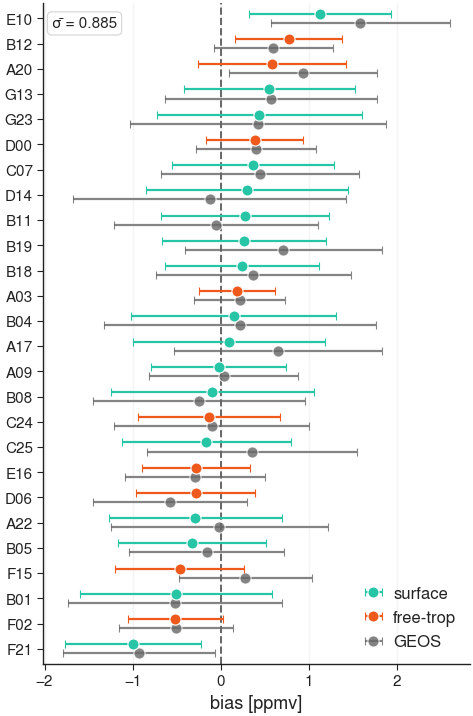 σ̄ = 0.885
E10
B12
A20
G13
G23
D00
C07
D14
B11
B19
B18
A03
B04
A17
A09
B08
C24
C25
E16
D06
A22
B05
F15
B01
F02
F21
surface
free-trop
GEOS
−2 −1 0 1 2
bias [ppmv]